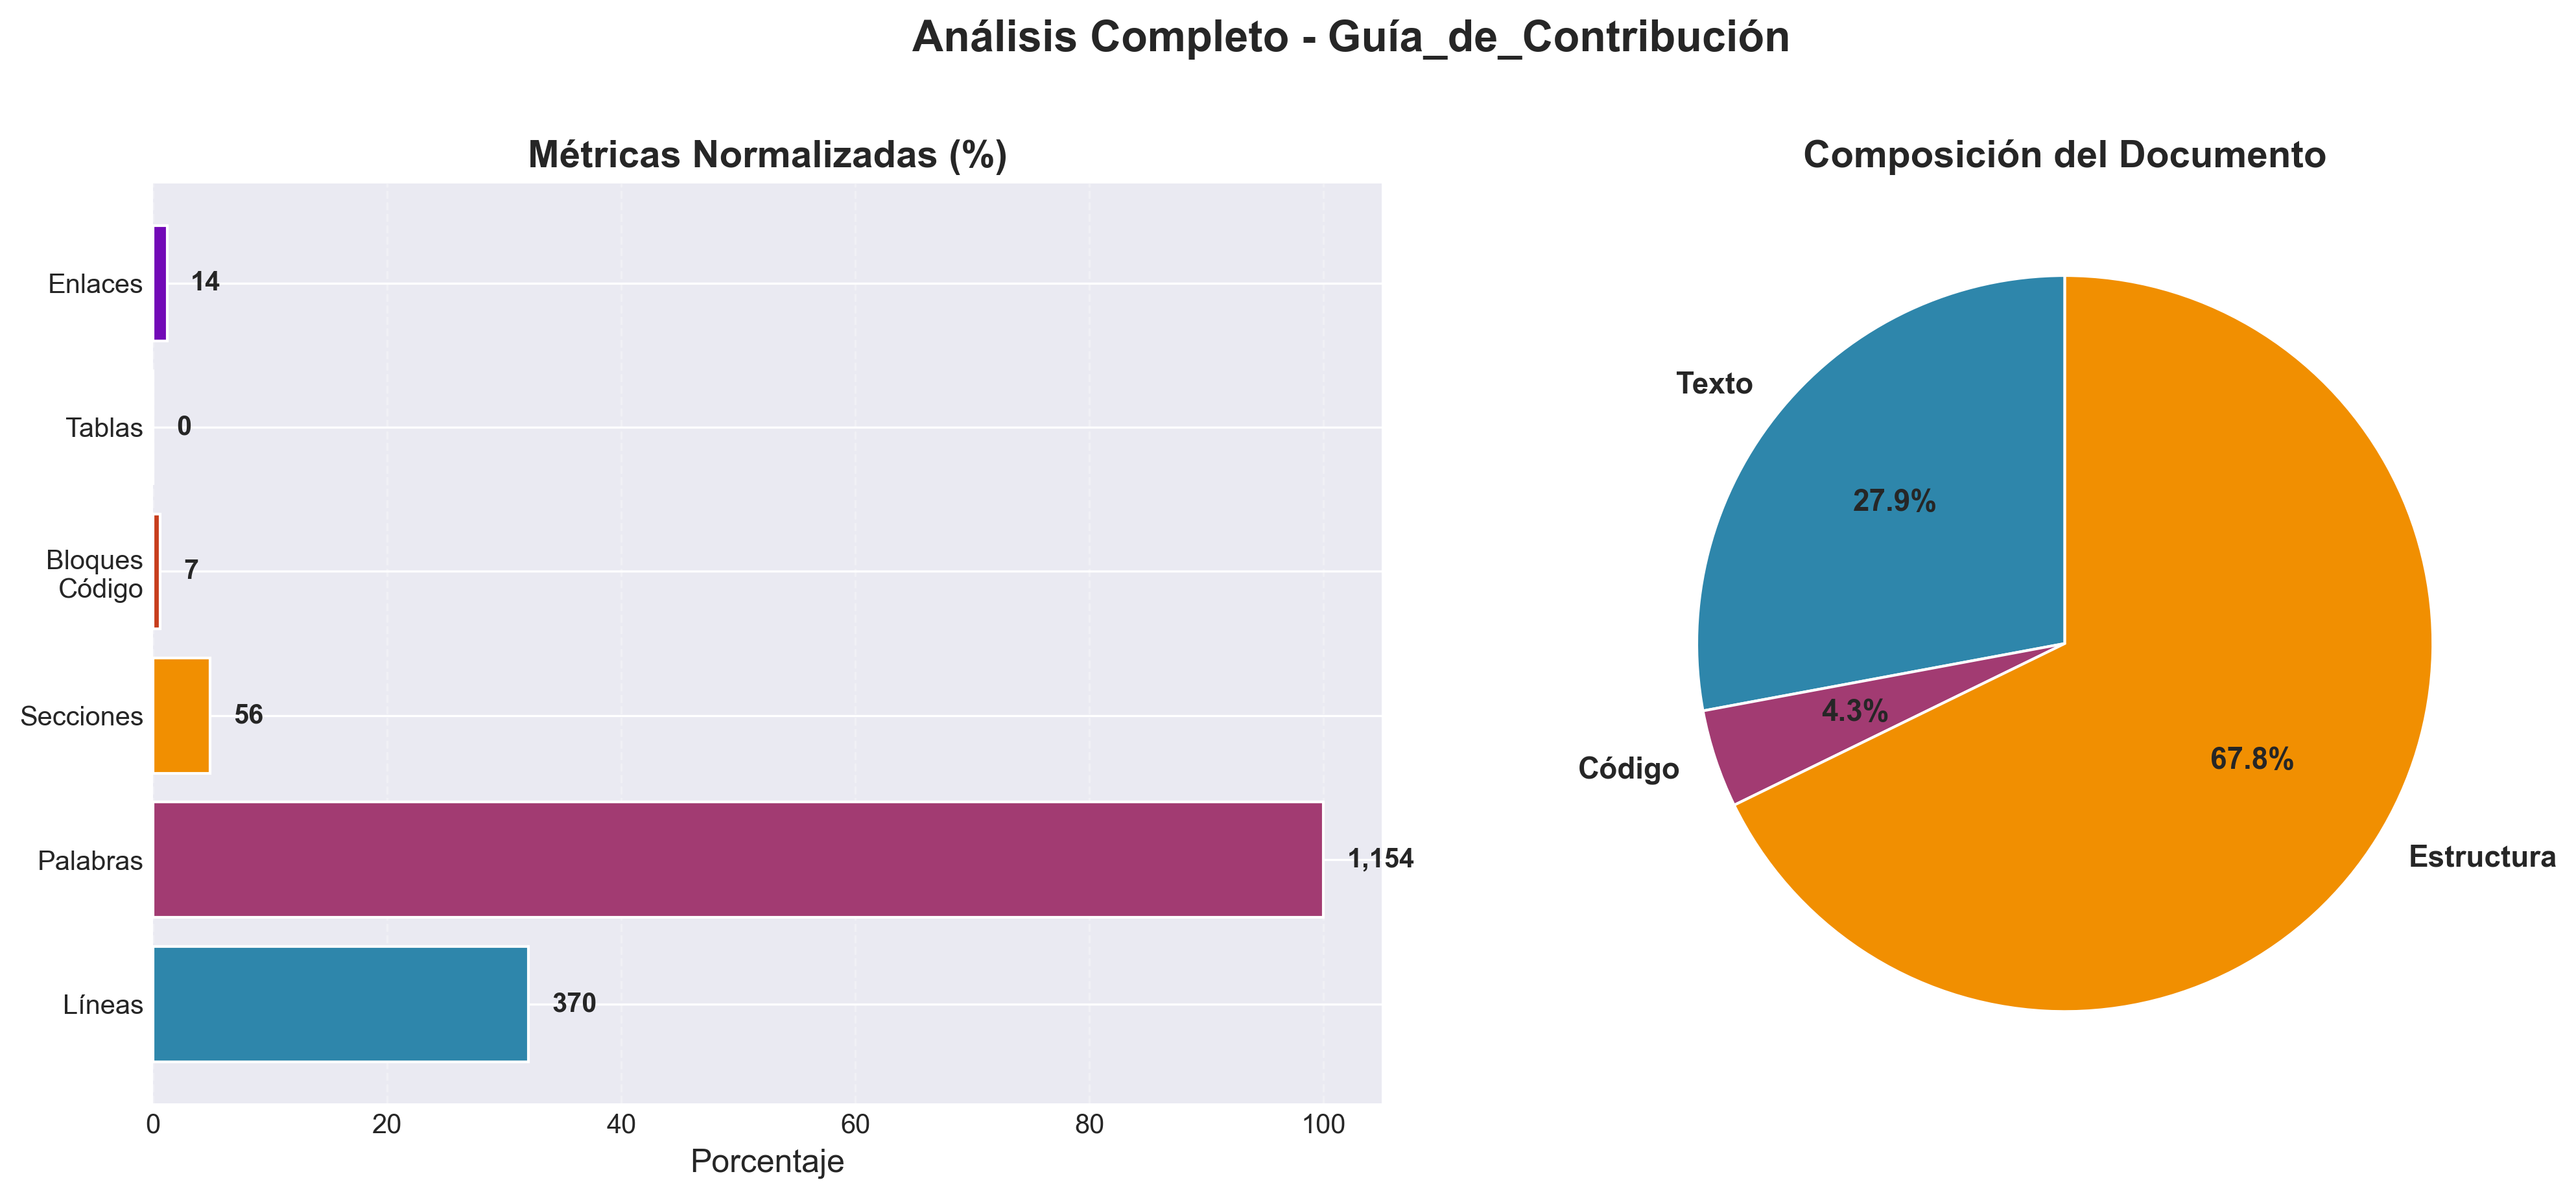 Análisis Completo - Guía_de_Contribución
Métricas Normalizadas (%)
Enlaces
14
Tablas
0
Bloques
Código
7
Secciones
56
Palabras
1,154
Líneas
370
0 20 40 60 80 100
Porcentaje
Composición del Documento
Texto
27.9%
4.3%
Código
67.8%
Estructura